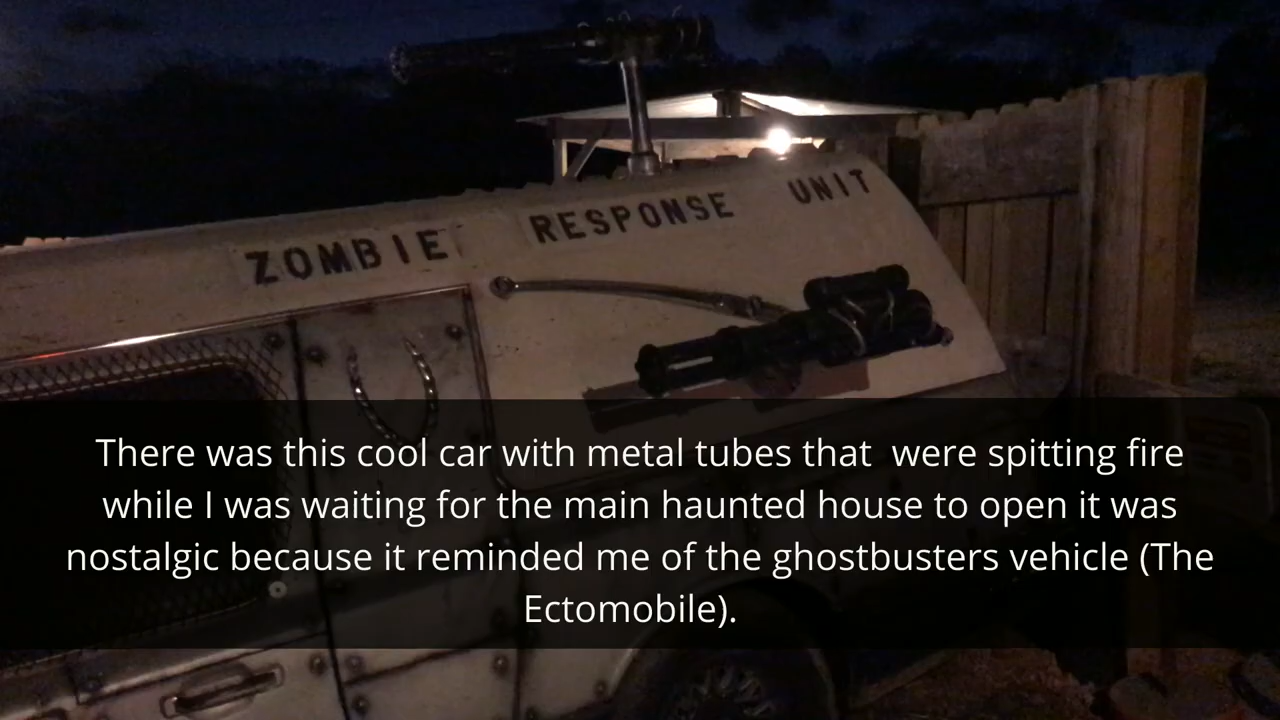 ZOMBIE RESPONSE UNIT
There was this cool car with metal tubes that  were spitting fire
while I was waiting for the main haunted house to open it was
nostalgic because it reminded me of the ghostbusters vehicle (The
Ectomobile).